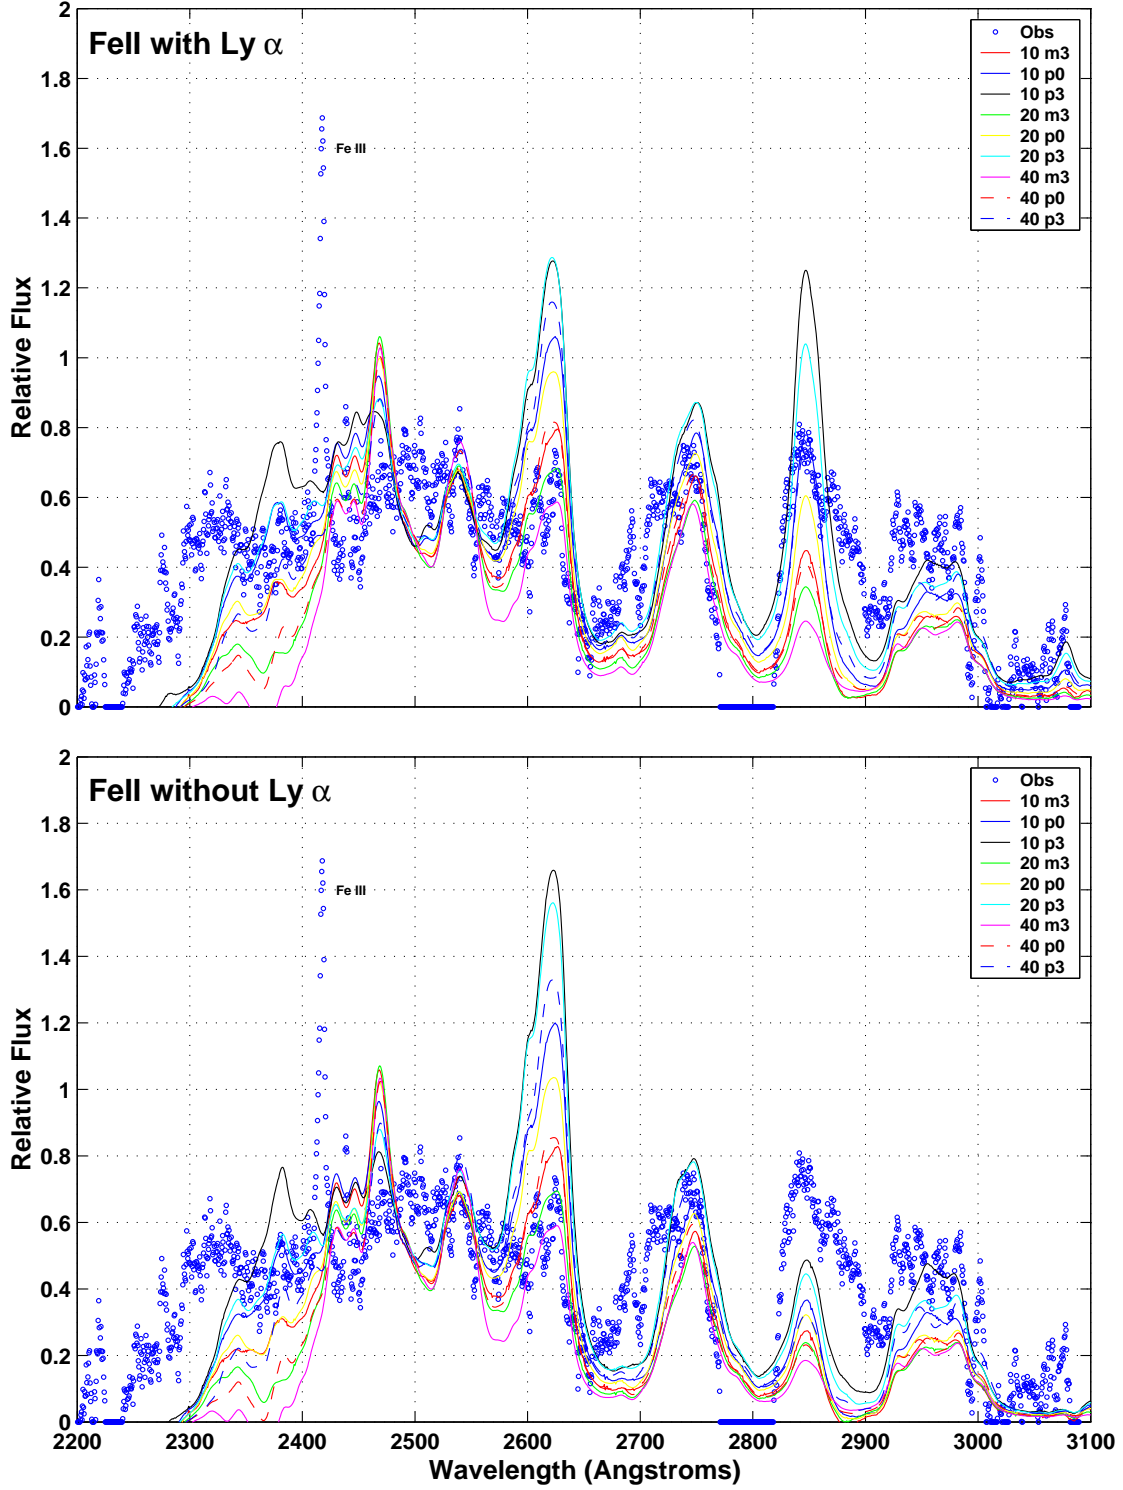 FeII with Ly α
Relative Flux
2
1.8
1.6
1.4
1.2
1
0.8
0.6
0.4
0.2
0
Fe III
Obs
10 m3
10 p0
10 p3
20 m3
20 p0
20 p3
40 m3
40 p0
40 p3
FeII without Ly α
Relative Flux
2
1.8
1.6
1.4
1.2
1
0.8
0.6
0.4
0.2
0
Fe III
Obs
10 m3
10 p0
10 p3
20 m3
20 p0
20 p3
40 m3
40 p0
40 p3
2200 2300 2400 2500 2600 2700 2800 2900 3000 3100
Wavelength (Angstroms)